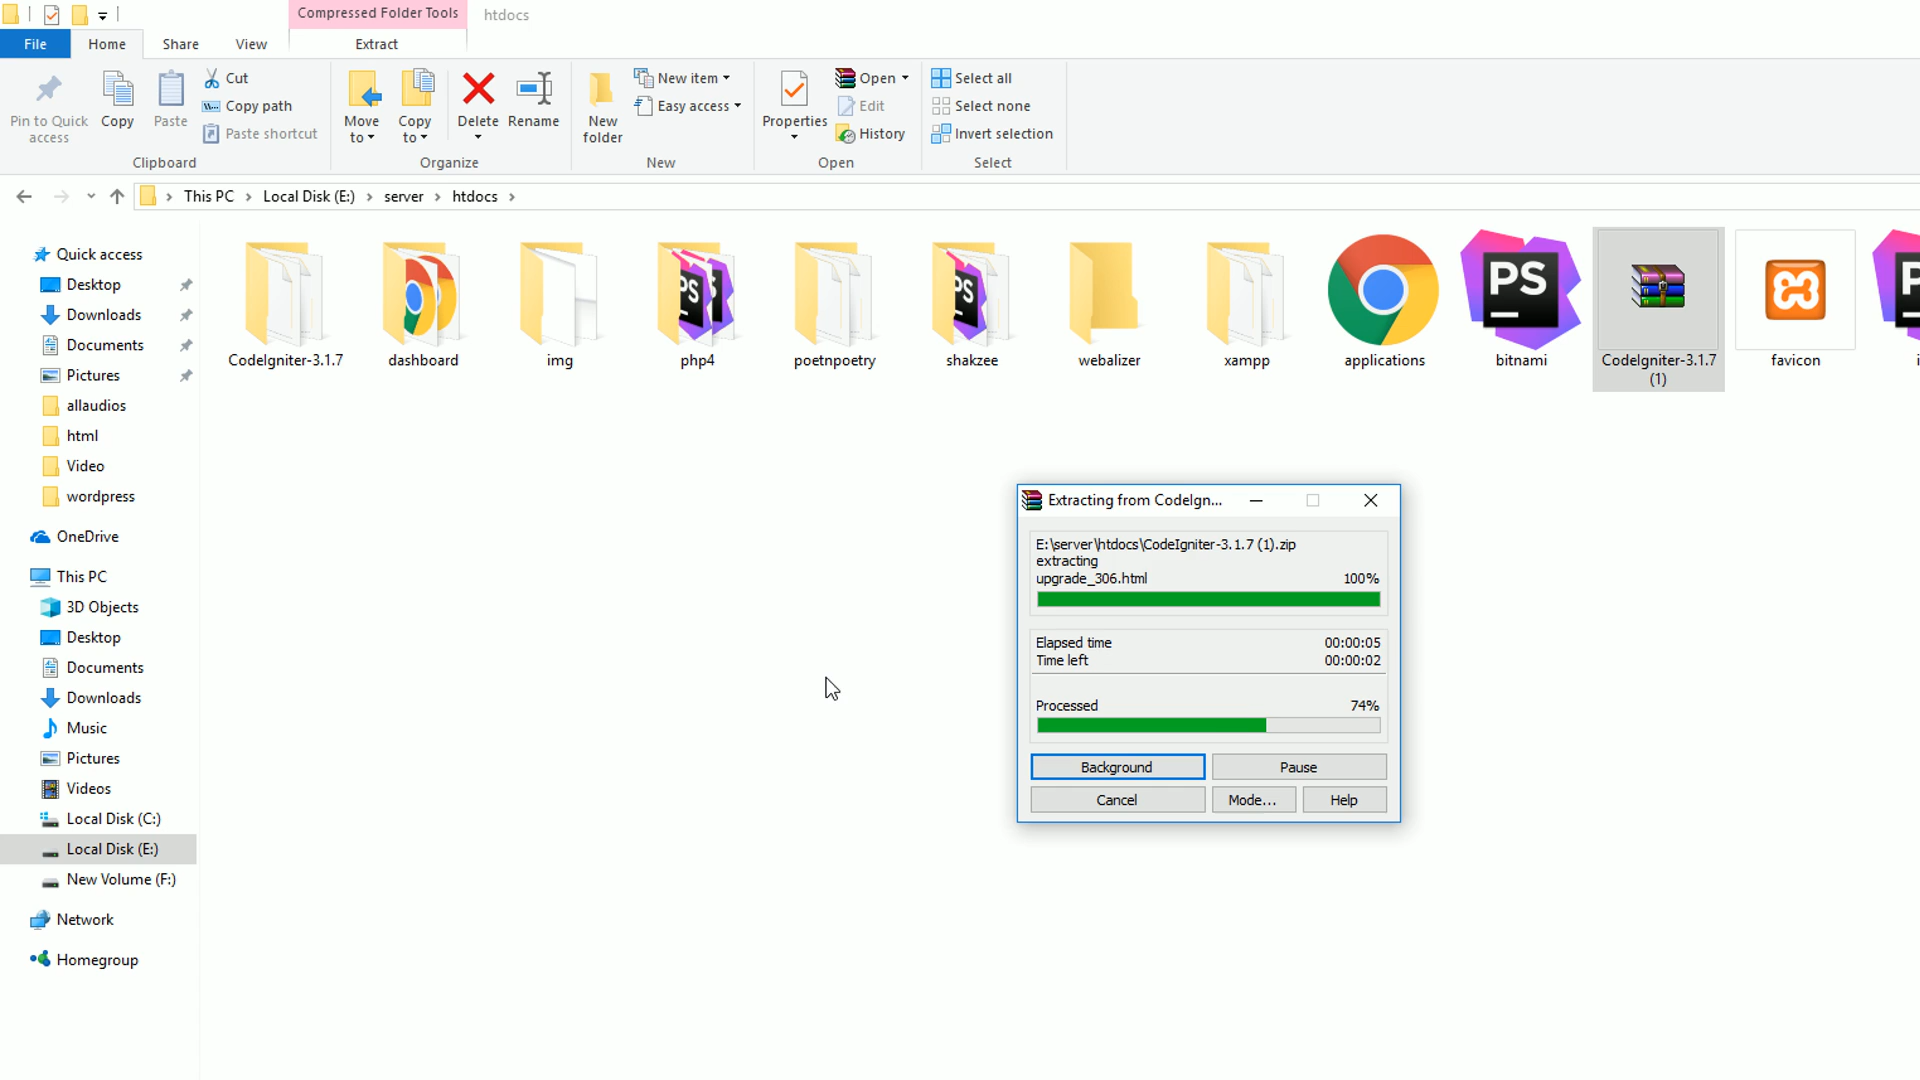 Compressed Folder Tools
htdocs
File
Home
Share
View
Extract
Pin to Quick access
Copy
Paste
Cut
Copy path
Paste shortcut
Clipboard
Move to
Copy to
Delete
Rename
Organize
New folder
New item
Easy access
New
Properties
Open
Edit
History
Open
Select all
Select none
Invert selection
Select
This PC
Local Disk (E:)
server
htdocs
Quick access
Desktop
Downloads
Documents
Pictures
allaudios
html
Video
wordpress
OneDrive
This PC
3D Objects
Desktop
Documents
Downloads
Music
Pictures
Videos
Local Disk (C:)
Local Disk (E:)
New Volume (F:)
Network
Homegroup
CodeIgniter-3.1.7
dashboard
img
PS
php4
poetnpoetry
PS
shakzee
webalizer
xampp
applications
PS
bitnami
CodeIgniter-3.1.7
(1)
favicon
Extracting from CodeIgn...
E:\server\htdocs\CodeIgniter-3.1.7 (1).zip
extracting
upgrade_306.html 100%
Elapsed time 00:00:05
Time left 00:00:02
Processed 74%
Background
Pause
Cancel
Mode...
Help